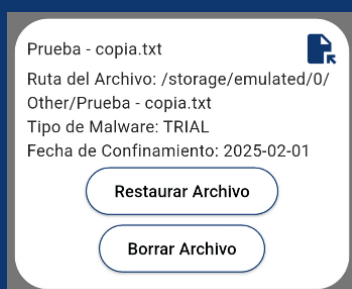 Prueba - copia.txt
Ruta del Archivo: /storage/emulated/0/
Other/Prueba - copia.txt
Tipo de Malware: TRIAL
Fecha de Confinamiento: 2025-02-01
Restaurar Archivo
Borrar Archivo